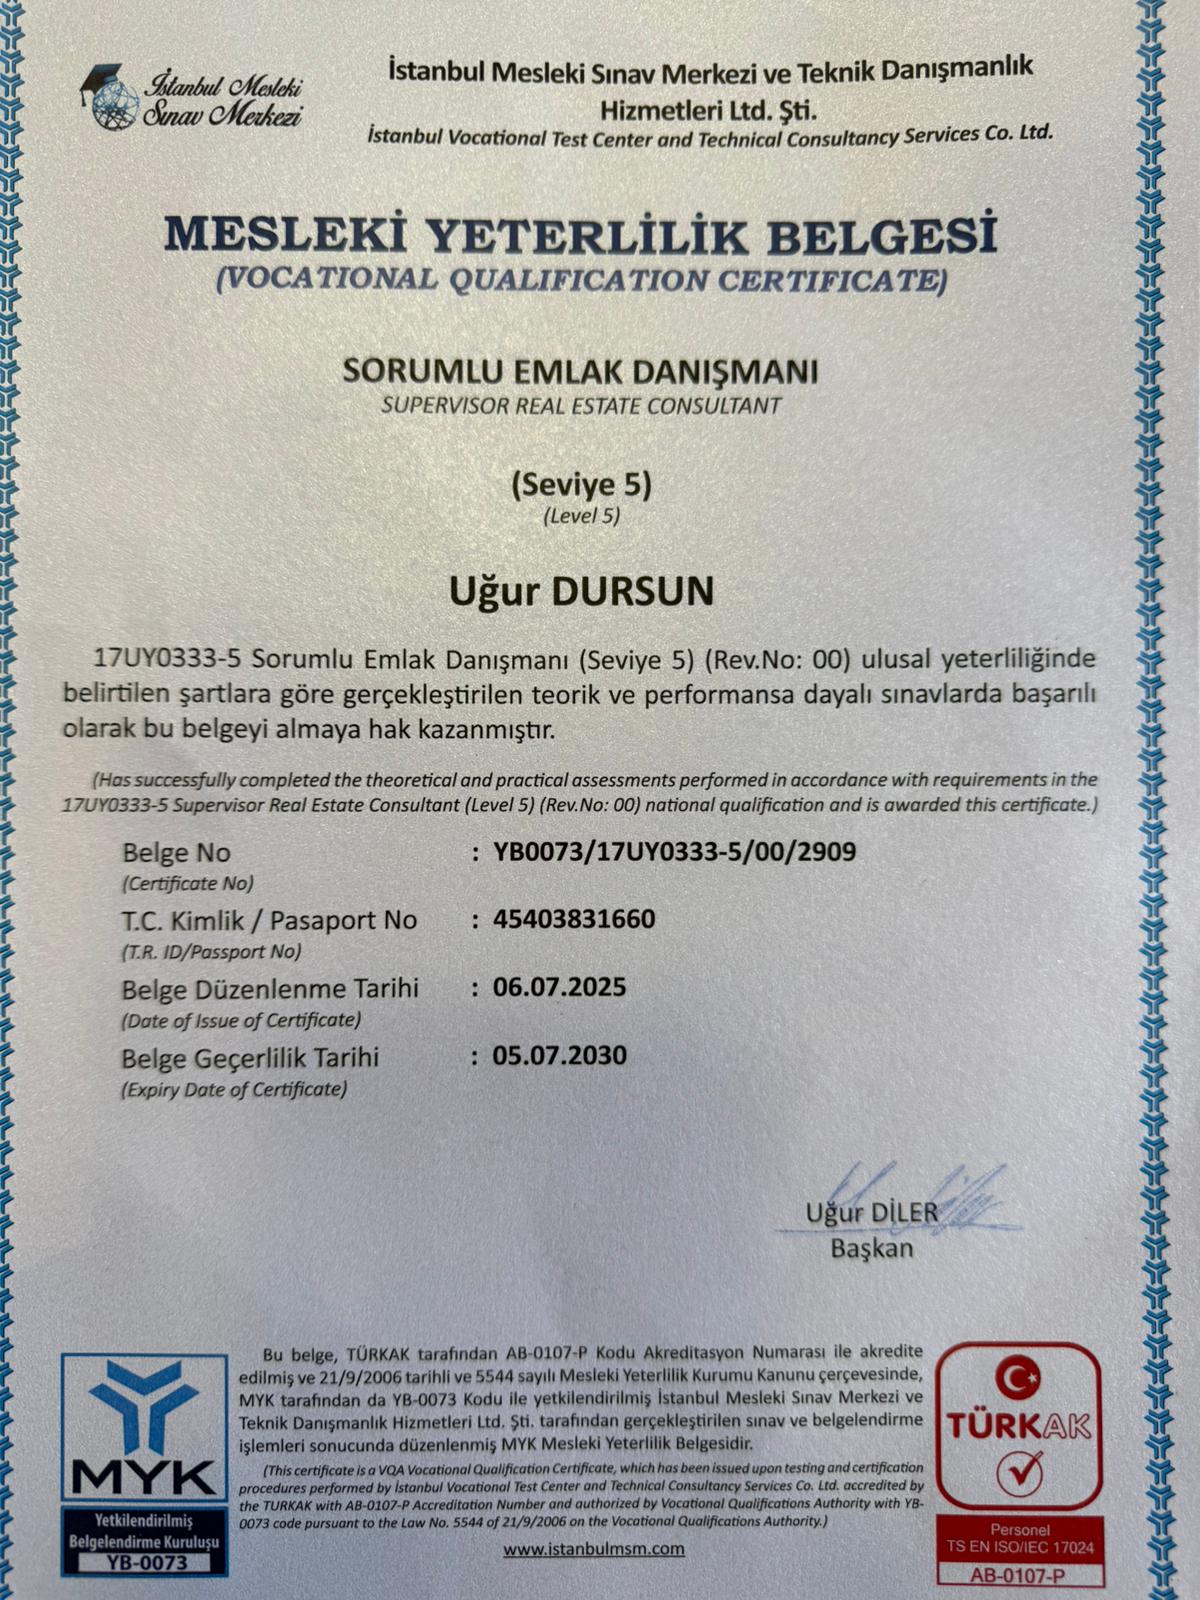 İstanbul Mesleki
Sınav Merkezi
İstanbul Mesleki Sınav Merkezi ve Teknik Danışmanlık
Hizmetleri Ltd. Şti.
İstanbul Vocational Test Center and Technical Consultancy Services Co. Ltd.
MESLEKİ YETERLİLİK BELGESİ
(VOCATIONAL QUALIFICATION CERTIFICATE)
SORUMLU EMLAK DANIŞMANI
SUPERVISOR REAL ESTATE CONSULTANT
(Seviye 5)
(Level 5)
Uğur DURSUN
17UY0333-5 Sorumlu Emlak Danışmanı (Seviye 5) (Rev.No: 00) ulusal yeterliliğinde
belirtilen şartlara göre gerçekleştirilen teorik ve performansa dayalı sınavlarda başarılı
olarak bu belgeyi almaya hak kazanmıştır.
(Has successfully completed the theoretical and practical assessments performed in accordance with requirements in the
17UY0333-5 Supervisor Real Estate Consultant (Level 5) (Rev.No: 00) national qualification and is awarded this certificate.)
Belge No : YB0073/17UY0333-5/00/2909
(Certificate No)
T.C. Kimlik / Pasaport No : 45403831660
(T.R. ID/Passport No)
Belge Düzenlenme Tarihi : 06.07.2025
(Date of Issue of Certificate)
Belge Geçerlilik Tarihi : 05.07.2030
(Expiry Date of Certificate)
Uğur DİLER
Başkan
Bu belge, TÜRKAK tarafından AB-0107-P Kodu Akreditasyon Numarası ile akredite
edilmiş ve 21/9/2006 tarihli ve 5544 sayılı Mesleki Yeterlilik Kurumu Kanunu çerçevesinde,
MYK tarafından da YB-0073 Kodu ile yetkilendirilmiş İstanbul Mesleki Sınav Merkezi ve
Teknik Danışmanlık Hizmetleri Ltd. Şti. tarafından gerçekleştirilen sınav ve belgelendirme
işlemleri sonucunda düzenlenmiş MYK Mesleki Yeterlilik Belgesidir.
(This certificate is a VQA Vocational Qualification Certificate, which has been issued upon testing and certification
procedures performed by İstanbul Vocational Test Center and Technical Consultancy Services Co. Ltd. accredited by
the TURKAK with AB-0107-P Accreditation Number and authorized by Vocational Qualifications Authority with YB-
0073 code pursuant to the Law No. 5544 of 21/9/2006 on the Vocational Qualifications Authority.)
www.istanbulmsm.com
MYK
Yetkilendirilmiş
Belgelendirme Kuruluşu
YB-0073
TÜRKAK
Personel
TS EN ISO/IEC 17024
AB-0107-P